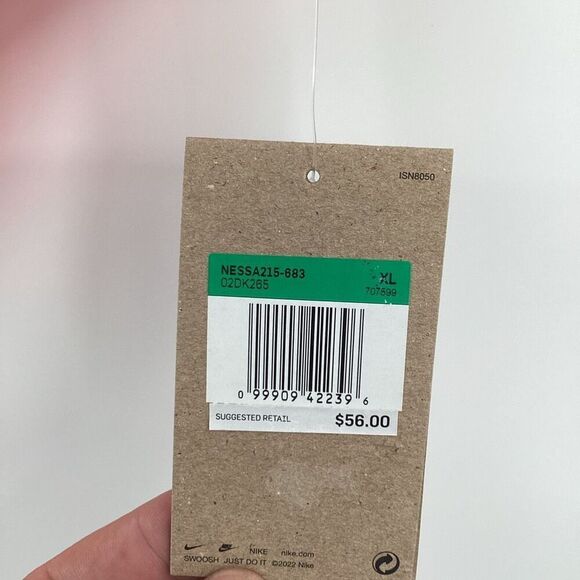 ISN8050
NESSA215-683 XL
02DK265 707599
0 99909 42239 6
SUGGESTED RETAIL $56.00
NIKE nike.com
SWOOSH JUST DO IT ©2022 Nike